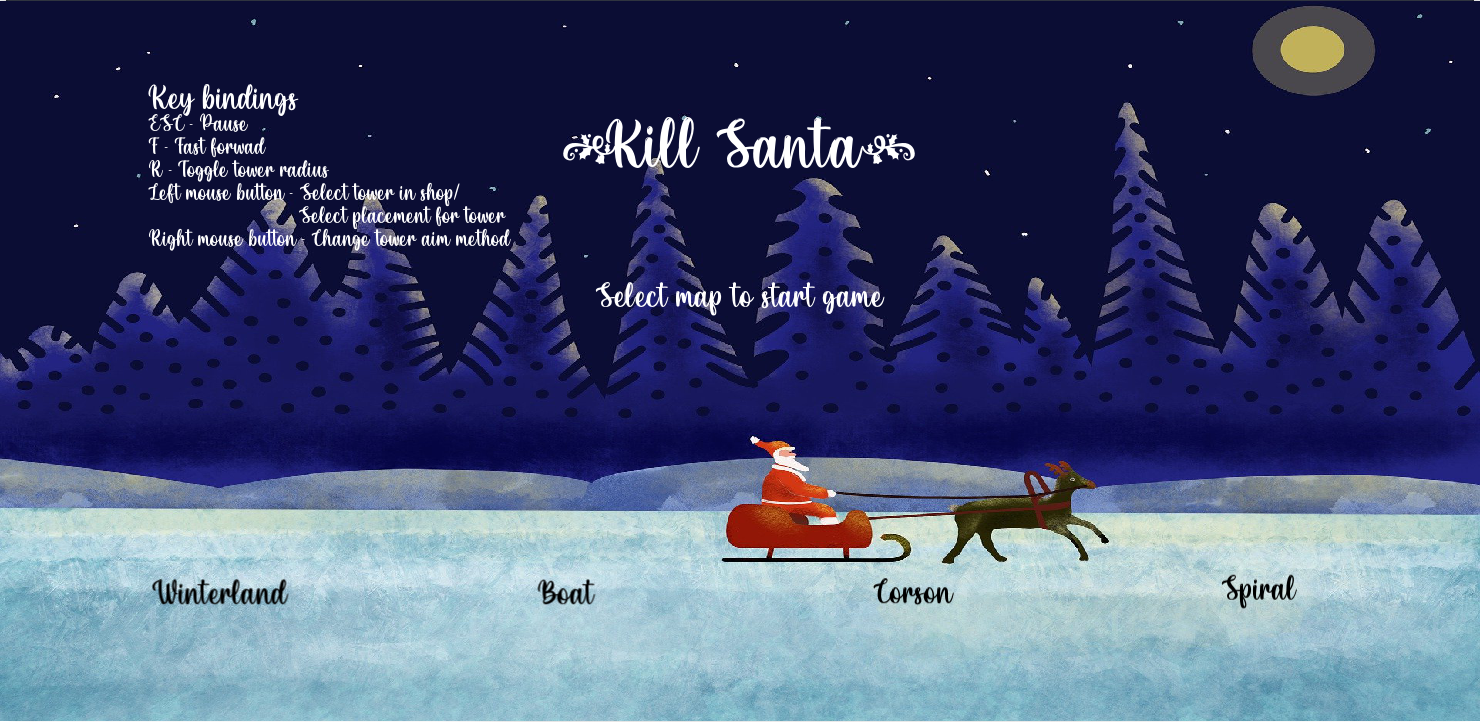 Key bindings
ESC - Pause
F - Fast forwad
R - Toggle tower radius
Left mouse button - Select tower in shop/
Select placement for tower
Right mouse button - Change tower aim method
Kill Santa
Select map to start game
Winterland
Boat
Corson
Spiral